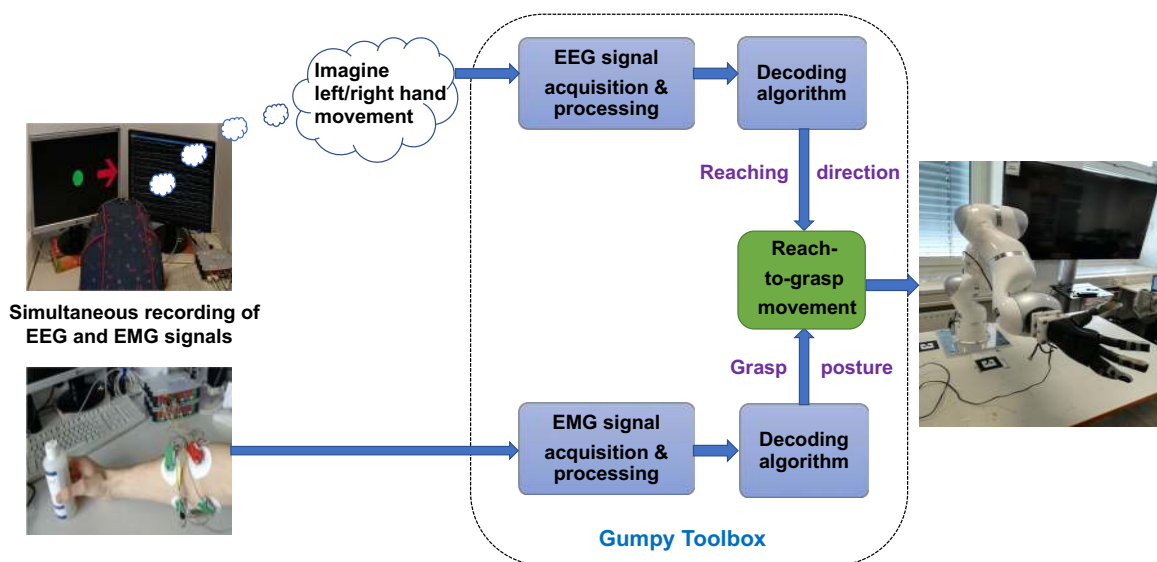 Imagine
left/right hand
movement
EEG signal
acquisition &
processing
Decoding
algorithm
Reaching direction
Reach-
to-grasp
movement
Simultaneous recording of
EEG and EMG signals
Grasp posture
EMG signal
acquisition &
processing
Decoding
algorithm
Gumpy Toolbox